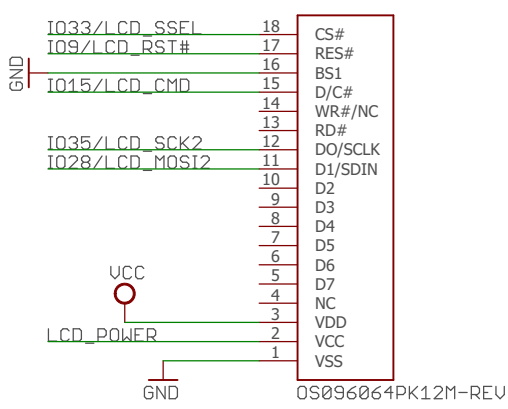 IO33/LCD_SSEL 18 CS#
IO9/LCD_RST# 17 RES#
GND 16 BS1
IO15/LCD_CMD 15 D/C#
14 WR#/NC
13 RD#
IO35/LCD_SCK2 12 DO/SCLK
IO28/LCD_MOSI2 11 D1/SDIN
10 D2
9 D3
8 D4
7 D5
6 D6
5 D7
VCC
4 NC
3 VDD
LCD_POWER 2 VCC
1 VSS
GND
OS096064PK12M-REV